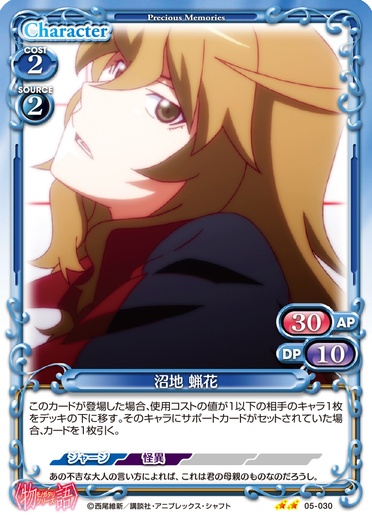 Precious Memories
Character
COST
2
SOURCE
2
30 AP
DP 10
沼地 蝋花
このカードが登場した場合、使用コストの値が1以下の相手のキャラ1枚
をデッキの下に移す。そのキャラにサポートカードがセットされていた場
合、カードを1枚引く。
ジャージ 怪異
あの不吉な大人の言い方によれば、これは君の母親のものなのだろうし。
物語
©西尾維新/講談社・アニプレックス・シャフト
05-030